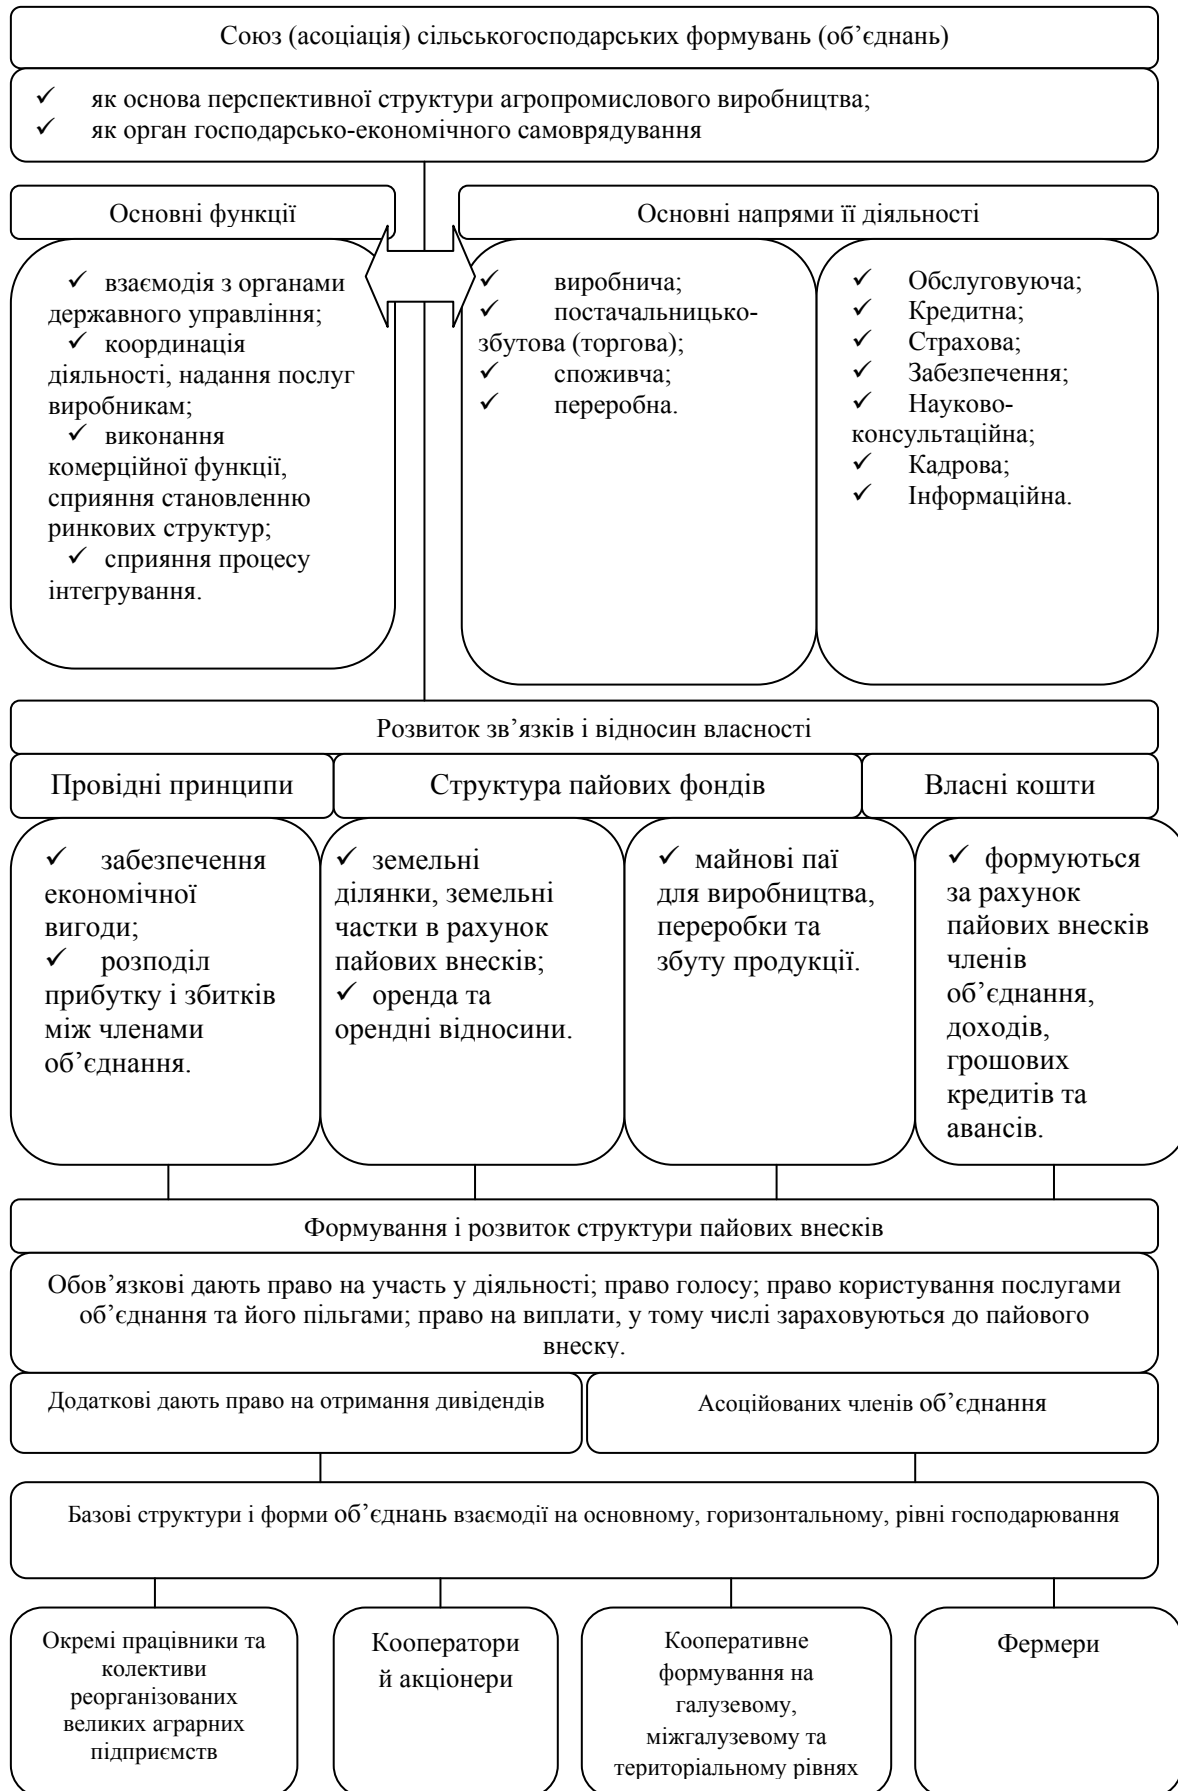 Союз (асоціація) сільськогосподарських формувань (об’єднань)
✓ як основа перспективної структури агропромислового виробництва;
✓ як орган господарсько-економічного самоврядування
Основні функції
✓ взаємодія з органами
державного управління;
✓ координація
діяльності, надання послуг
виробникам;
✓ виконання
комерційної функції,
сприяння становленню
ринкових структур;
✓ сприяння процесу
інтегрування.
Основні напрями її діяльності
✓ виробнича;
✓ постачальницько-
збутова (торгова);
✓ споживча;
✓ переробна.
✓ Обслуговуюча;
✓ Кредитна;
✓ Страхова;
✓ Забезпечення;
✓ Науково-
консультаційна;
✓ Кадрова;
✓ Інформаційна.
Розвиток зв’язків і відносин власності
Провідні принципи
Структура пайових фондів
Власні кошти
✓ забезпечення
економічної
вигоди;
✓ розподіл
прибутку і збитків
між членами
об’єднання.
✓ земельні
ділянки, земельні
частки в рахунок
пайових внесків;
✓ оренда та
орендні відносини.
✓ майнові паї
для виробництва,
переробки та
збуту продукції.
✓ формуються
за рахунок
пайових внесків
членів
об’єднання,
доходів,
грошових
кредитів та
авансів.
Формування і розвиток структури пайових внесків
Обов’язкові дають право на участь у діяльності; право голосу; право користування послугами
об’єднання та його пільгами; право на виплати, у тому числі зараховуються до пайового
внеску.
Додаткові дають право на отримання дивідендів
Асоційованих членів об’єднання
Базові структури і форми об’єднань взаємодії на основному, горизонтальному, рівні господарювання
Окремі працівники та
колективи
реорганізованих
великих аграрних
підприємств
Кооператори
й акціонери
Кооперативне
формування на
галузевому,
міжгалузевому та
територіальному рівнях
Фермери